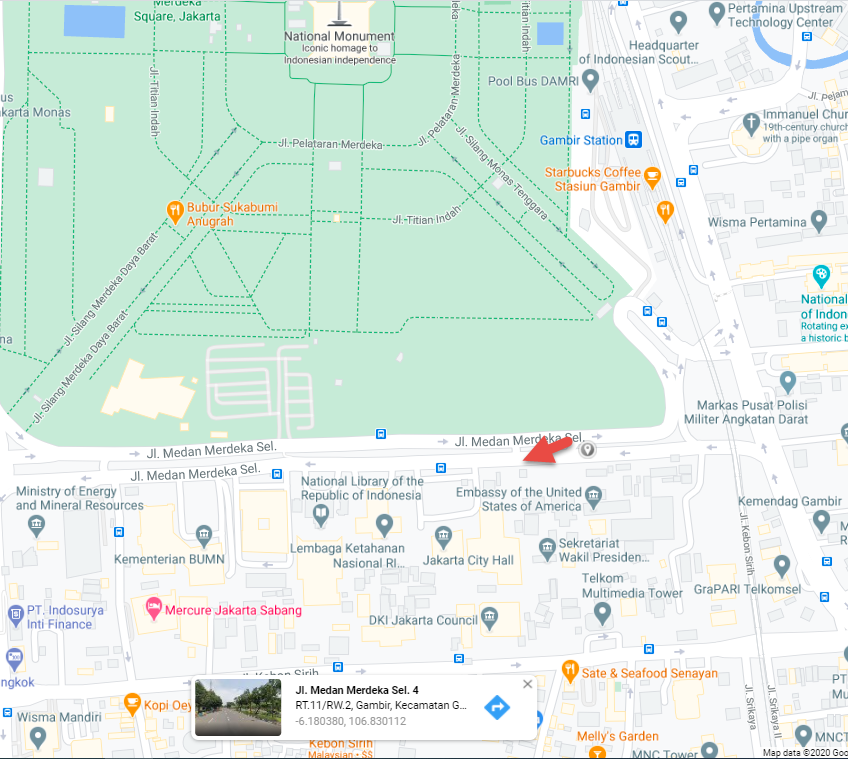 Merdeka
Square, Jakarta
National Monument
Iconic homage to
Indonesian independence
Jl. Titian Indah
eka
itian Indah
Pertamina Upstream
Technology Center
Headquarter
of Indonesian Scout...
Pool Bus DAMRI
Jl. Pejam
us
akarta Monas
Jl. Pelataran Merdeka
Jl. Pelataran Merdeka
Jl. Silang Monas Tenggara
Gambir Station
Immanuel Chur
19th-century church
with a pipe organ
Starbucks Coffee
Stasiun Gambir
Bubur Sukabumi
Anugrah
Jl. Titian Indah
Wisma Pertamina
Jl. Silang Merdeka Daya Barat
Jl. Silang Merdeka Daya Barat
National
of Indon
Rotating ex
a historic b
na
Markas Pusat Polisi
Militer Angkatan Darat
Jl. Medan Merdeka Sel.
Jl. Medan Merdeka Sel.
Jl. Medan Merdeka Sel.
Ministry of Energy
and Mineral Resources
National Library of the
Republic of Indonesia
Embassy of the United
States of America
Kemendag Gambir
Kementerian BUMN
Lembaga Ketahanan
Nasional RI...
Jakarta City Hall
Sekretariat
Wakil Presiden...
Jl. Kebon Sirih
M
R
Telkom
Multimedia Tower
GraPARI Telkomsel
PT. Indosurya
Inti Finance
Mercure Jakarta Sabang
DKI Jakarta Council
ngkok
Jl. Kebon Sirih
Sate & Seafood Senayan
PT
Jl. Srikaya I
Jl. Srikaya II
Kopi Oey
Wisma Mandiri
Jl. Medan Merdeka Sel. 4
RT.11/RW.2, Gambir, Kecamatan G...
-6.180380, 106.830112
Kebon Sirih
Malaysian • $$
Melly's Garden
MNC Tower
MNCT
Map data ©2020 Goo